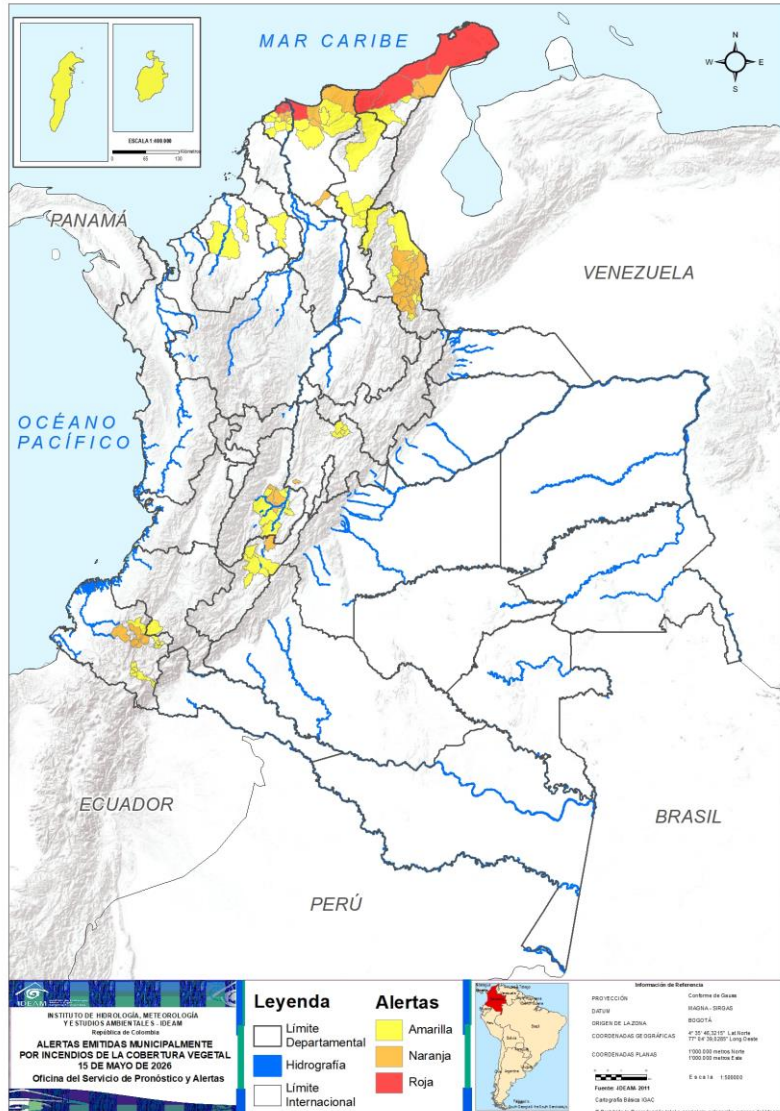 MAR CARIBE
N
W
E
S
ESCALA 1:400.000
0
65
130
PANAMÁ
VENEZUELA
OCÉANO
PACÍFICO
ECUADOR
BRASIL
PERÚ
IDEAM
INSTITUTO DE HIDROLOGÍA, METEOROLOGÍA
Y ESTUDIOS AMBIENTALES - IDEAM
República de Colombia
ALERTAS EMITIDAS MUNICIPALMENTE
POR INCENDIOS DE LA COBERTURA VEGETAL
15 DE MAYO DE 2026
Oficina del Servicio de Pronóstico y Alertas
Leyenda
Límite
Departamental
Hidrografía
Límite
Internacional
Alertas
Amarilla
Naranja
Roja
Información de Referencia
PROYECCIÓN
Conforme de Gauss
DATUM
MAGNA - SIRGAS
ORIGEN DE LA ZONA
BOGOTÁ
COORDENADAS GEOGRÁFICAS
4° 35' 46,3215" Lat Norte
77° 04' 39,0285" Long Oeste
COORDENADAS PLANAS
1'000.000 metros Norte
1'000.000 metros Este
Fuente: IDEAM, 2011
Cartografía Básica IGAC